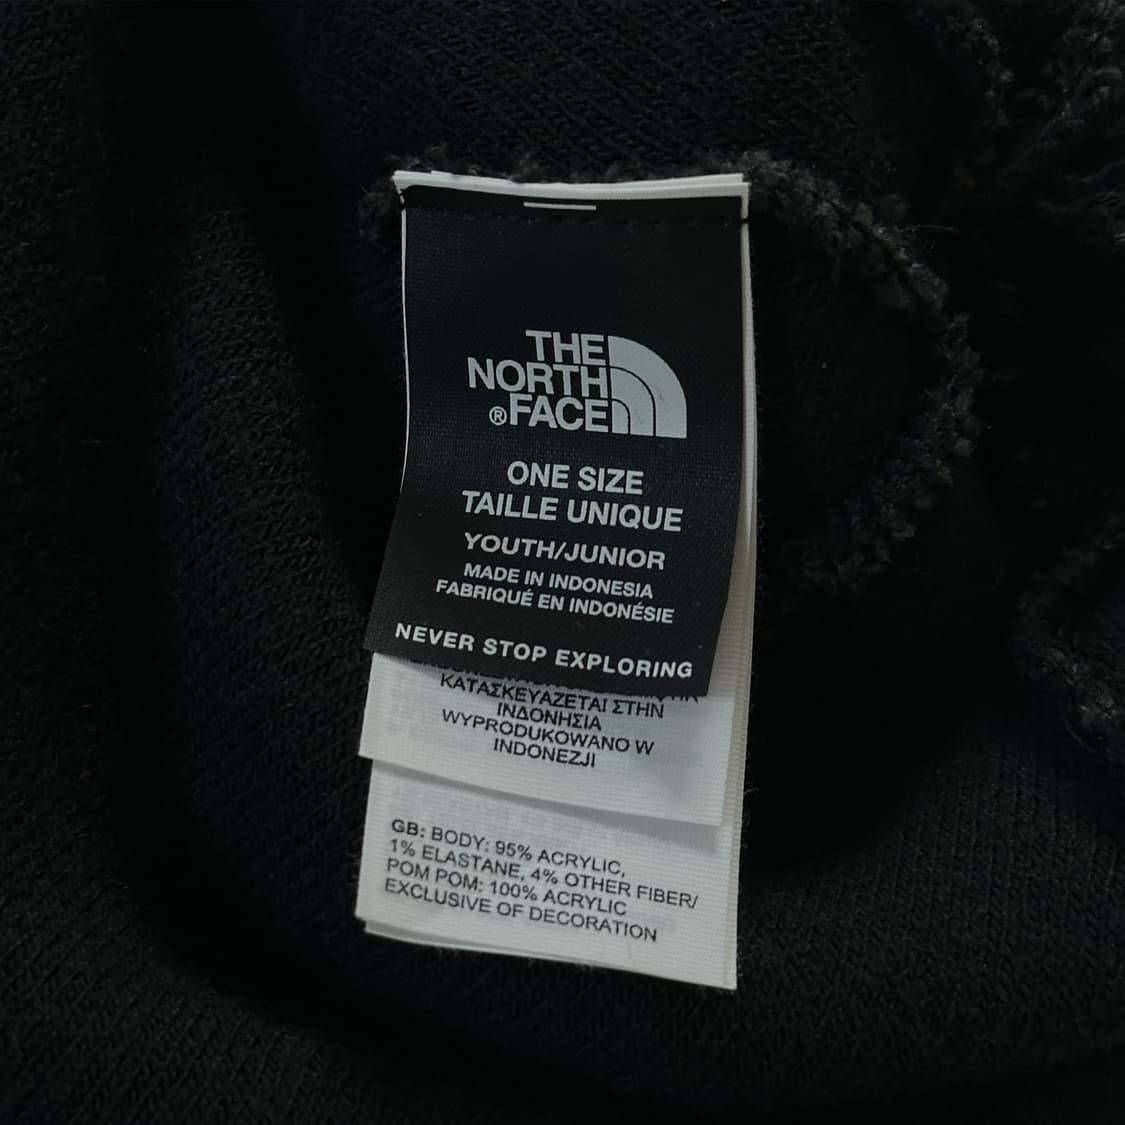 THE
NORTH
®FACE
ONE SIZE
TAILLE UNIQUE
YOUTH/JUNIOR
MADE IN INDONESIA
FABRIQUÉ EN INDONÉSIE
NEVER STOP EXPLORING
ΚΑΤΑΣΚΕΥΑΖΕΤΑΙ ΣΤΗΝ
ΙΝΔΟΝΗΣΙΑ
WYPRODUKOWANO W
INDONEZJI
GB: BODY: 95% ACRYLIC,
1% ELASTANE, 4% OTHER FIBER/
POM POM: 100% ACRYLIC
EXCLUSIVE OF DECORATION